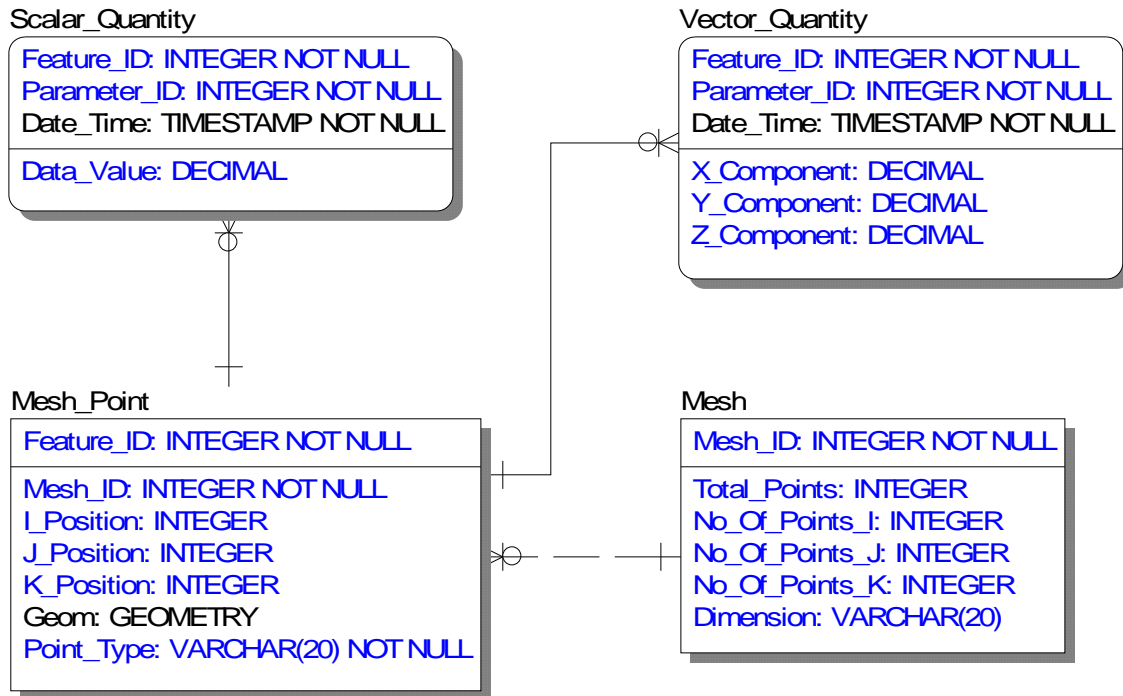 Scalar_Quantity
Feature_ID: INTEGER NOT NULL
Parameter_ID: INTEGER NOT NULL
Date_Time: TIMESTAMP NOT NULL
Data_Value: DECIMAL
Vector_Quantity
Feature_ID: INTEGER NOT NULL
Parameter_ID: INTEGER NOT NULL
Date_Time: TIMESTAMP NOT NULL
X_Component: DECIMAL
Y_Component: DECIMAL
Z_Component: DECIMAL
Mesh_Point
Feature_ID: INTEGER NOT NULL
Mesh_ID: INTEGER NOT NULL
I_Position: INTEGER
J_Position: INTEGER
K_Position: INTEGER
Geom: GEOMETRY
Point_Type: VARCHAR(20) NOT NULL
Mesh
Mesh_ID: INTEGER NOT NULL
Total_Points: INTEGER
No_Of_Points_I: INTEGER
No_Of_Points_J: INTEGER
No_Of_Points_K: INTEGER
Dimension: VARCHAR(20)